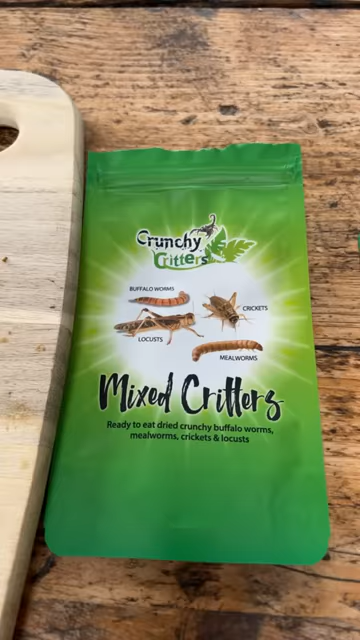 Crunchy
Critters
BUFFALO WORMS
CRICKETS
LOCUSTS
MEALWORMS
Mixed Critters
Ready to eat dried crunchy buffalo worms,
mealworms, crickets & locusts